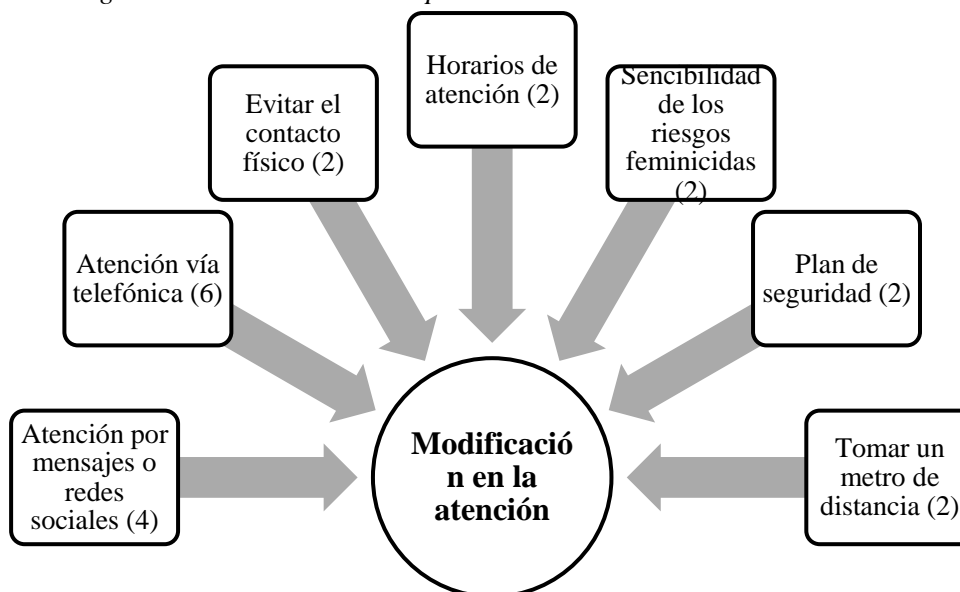 Horarios de
atención (2)
Sencibilidad
de los
riesgos
feminicidas
(2)
Evitar el
contacto
físico (2)
Atención vía
telefónica (6)
Plan de
seguridad (2)
Atención por
mensajes o
redes
sociales (4)
Modificació
n en la
atención
Tomar un
metro de
distancia (2)